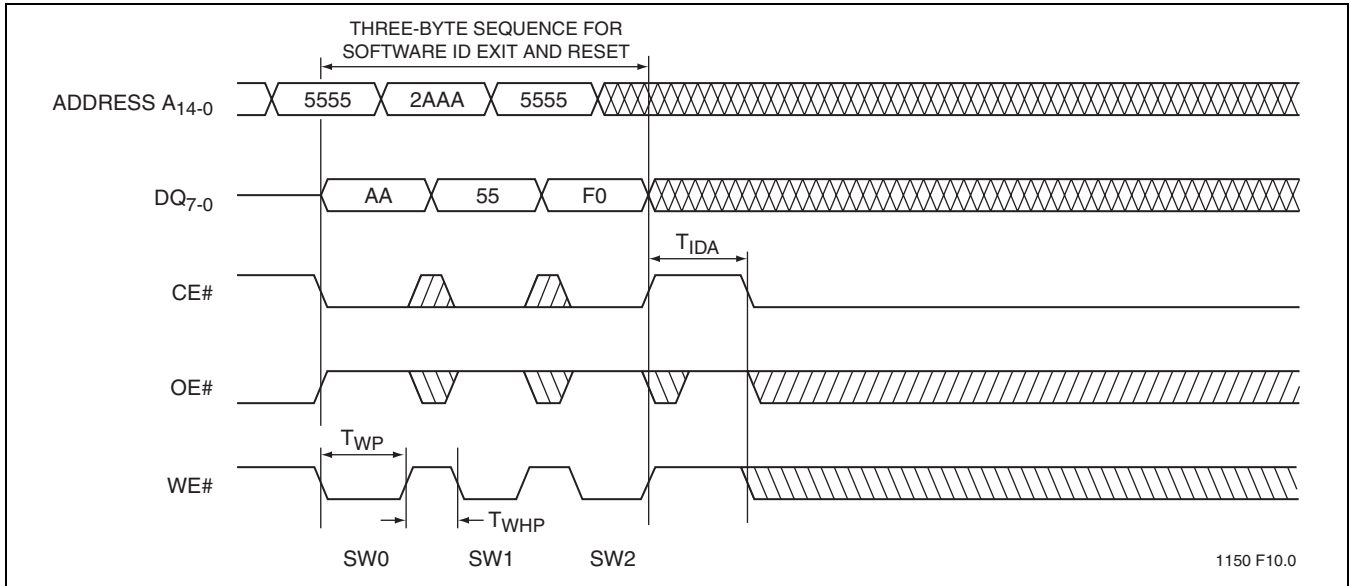 THREE-BYTE SEQUENCE FOR
SOFTWARE ID EXIT AND RESET
ADDRESS A14-0
5555
2AAA
5555
DQ7-0
AA
55
F0
TIDA
CE#
OE#
TWP
WE#
TWHP
SW0
SW1
SW2
1150 F10.0